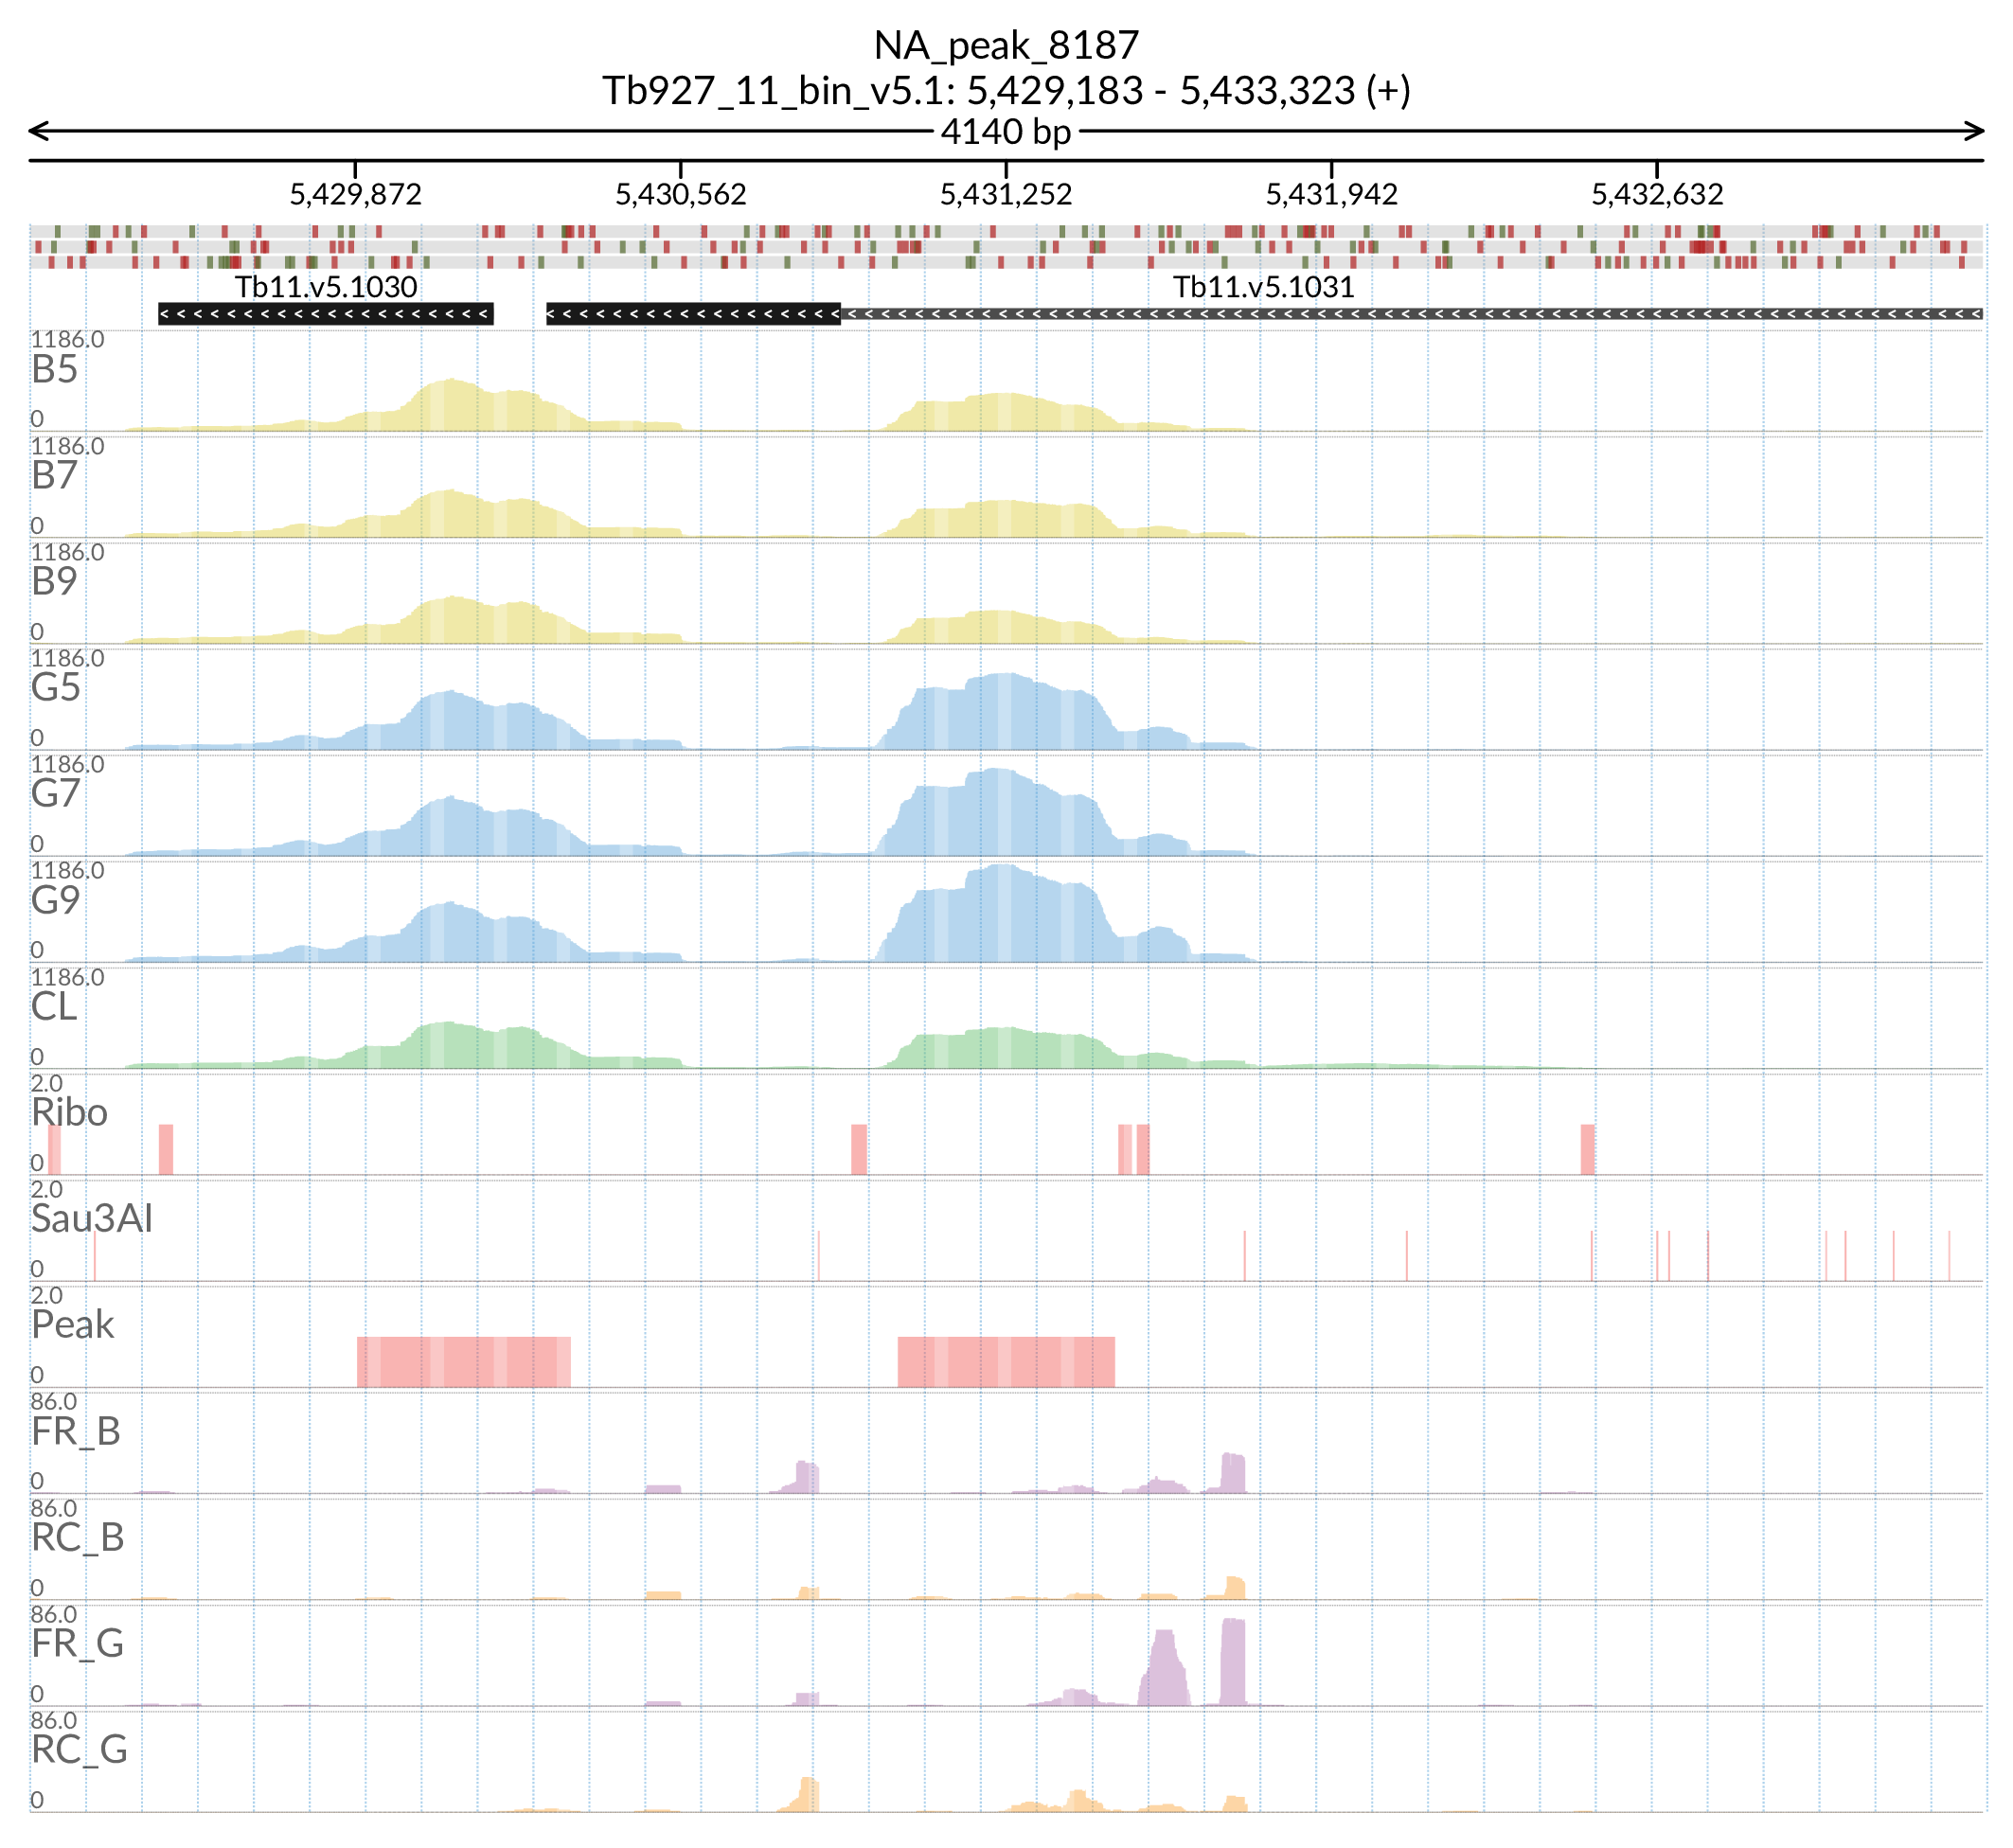 NA_peak_8187
Tb927_11_bin_v5.1: 5,429,183 - 5,433,323 (+)
4140 bp
5,429,872 5,430,562 5,431,252 5,431,942 5,432,632
Tb11.v5.1030 Tb11.v5.1031
1186.0
B5
0
1186.0
B7
0
1186.0
B9
0
1186.0
G5
0
1186.0
G7
0
1186.0
G9
0
1186.0
CL
0
2.0
Ribo
0
2.0
Sau3AI
0
2.0
Peak
0
86.0
FR_B
0
86.0
RC_B
0
86.0
FR_G
0
86.0
RC_G
0